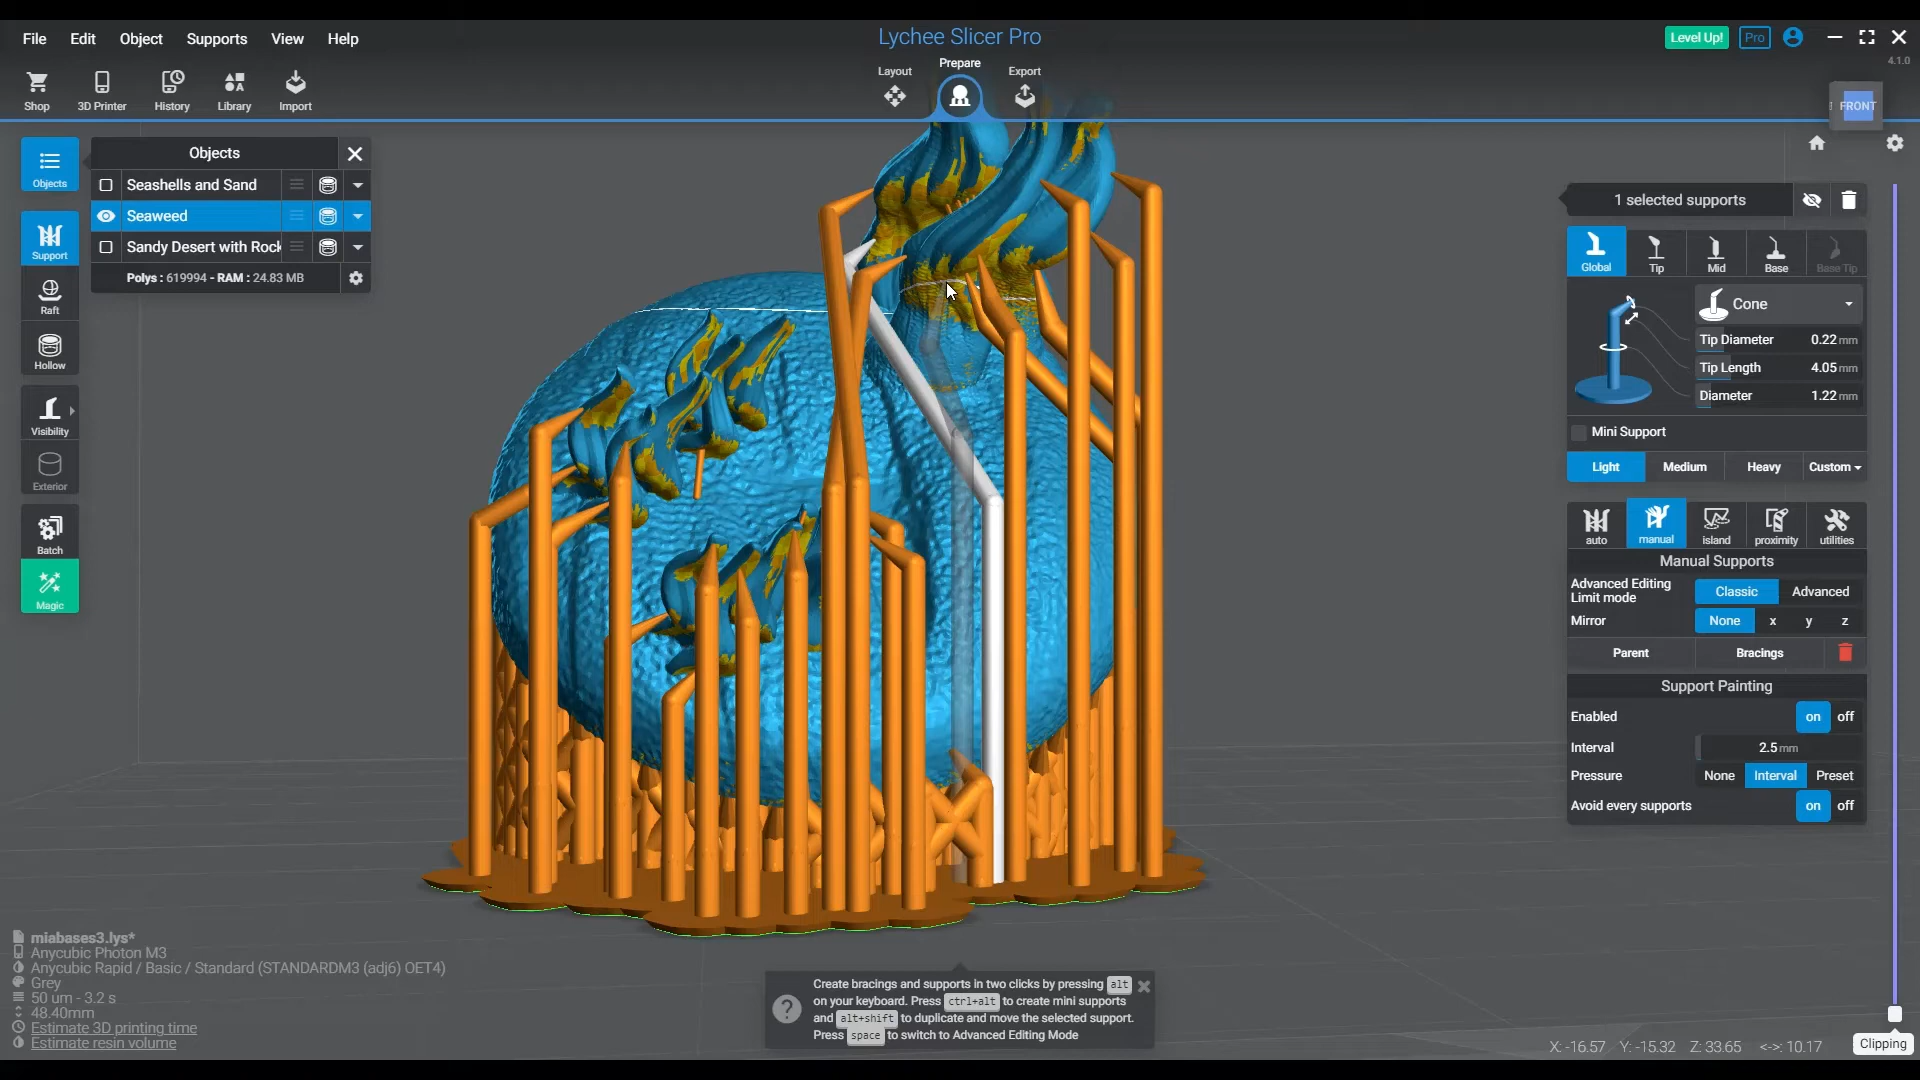 File Edit Object Supports View Help
Lychee Slicer Pro
Level Up! Pro
4.1.0
Shop 3D Printer History Library Import
Layout Prepare Export
FRONT
Objects
Objects
Seashells and Sand
Seaweed
Sandy Desert with Rock
Polys : 619994 - RAM : 24.83 MB
Support
Raft
Hollow
Visibility
Exterior
Batch
Magic
1 selected supports
Global Tip Mid Base Base Tip
Cone
Tip Diameter 0.22 mm
Tip Length 4.05 mm
Diameter 1.22 mm
Mini Support
Light Medium Heavy Custom
auto manual island proximity utilities
Manual Supports
Advanced Editing
Limit mode
Classic Advanced
Mirror None x y z
Parent Bracings
Support Painting
Enabled on off
Interval 2.5 mm
Pressure None Interval Preset
Avoid every supports on off
miabases3.lys*
Anycubic Photon M3
Anycubic Rapid / Basic / Standard (STANDARDM3 (adj6) OET4)
Grey
50 um - 3.2 s
48.40mm
Estimate 3D printing time
Estimate resin volume
? Create bracings and supports in two clicks by pressing alt
on your keyboard. Press ctrl+alt to create mini supports
and alt+shift to duplicate and move the selected support.
Press space to switch to Advanced Editing Mode
X: -16.57 Y: -15.32 Z: 33.65 <->: 10.17
Clipping